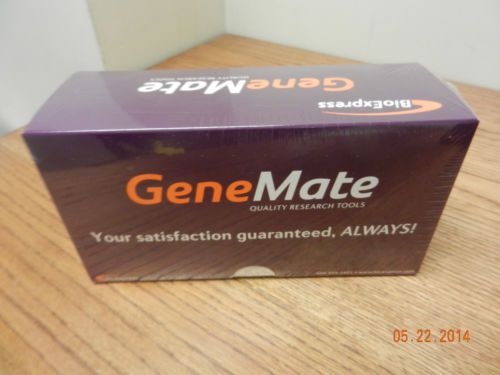 GeneMate
QUALITY RESEARCH TOOLS
BioExpress
GeneMate
QUALITY RESEARCH TOOLS
Your satisfaction guaranteed, ALWAYS!
05.22.2014